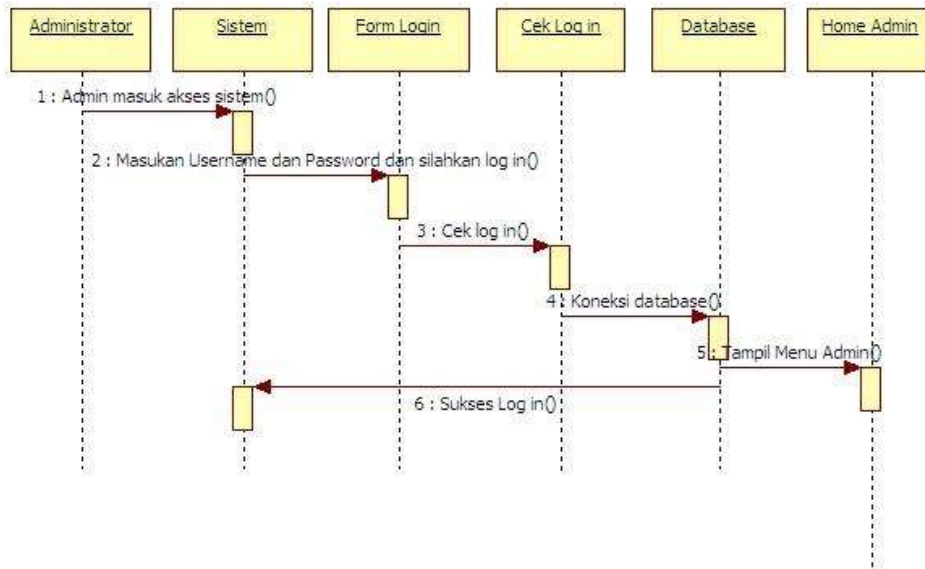 Administrator
Sistem
Form Login
Cek Log in
Database
Home Admin
1 : Admin masuk akses sistem()
2 : Masukan Username dan Password dan silahkan log in()
3 : Cek log in()
4 : Koneksi database()
5 : Tampil Menu Admin()
6 : Sukses Log in()